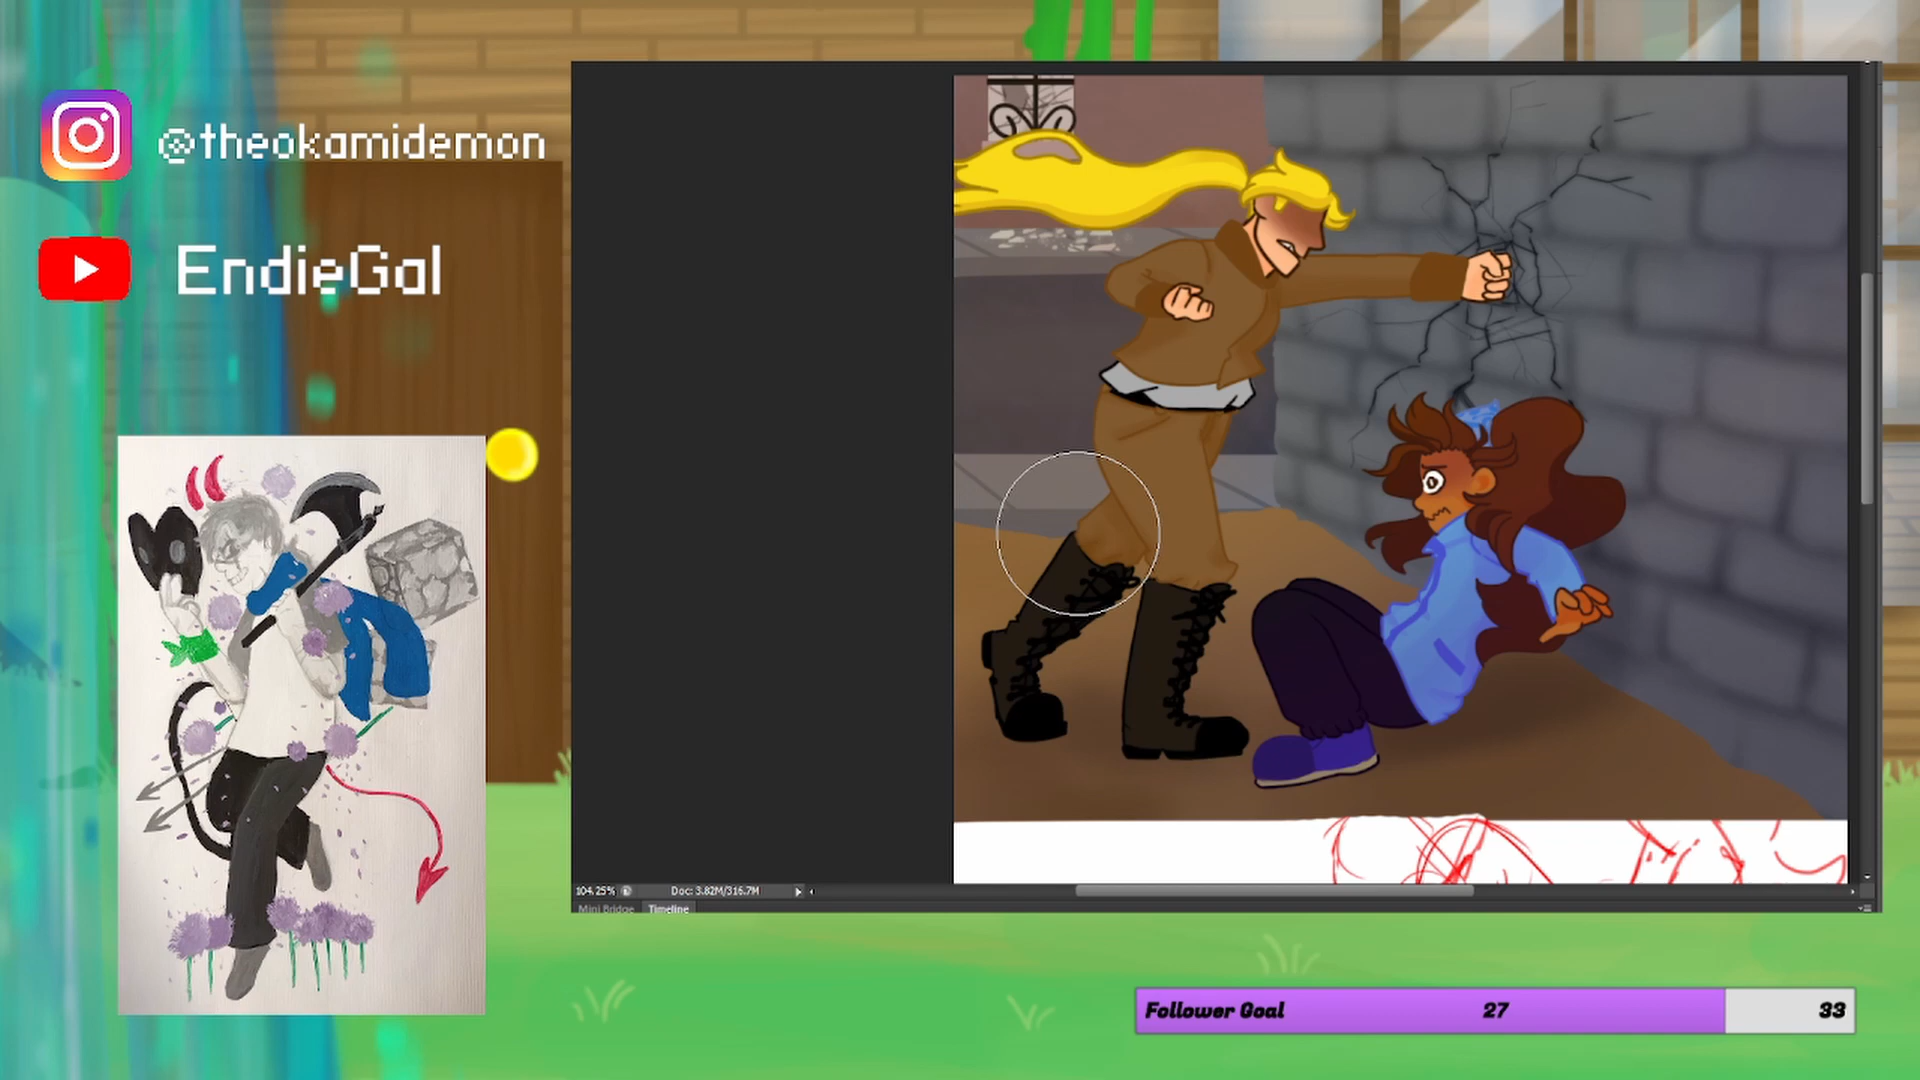 @theokamidemon
EndieGal
104.25%
Doc: 3.82M/316.7M
Mini Bridge
Timeline
Follower Goal
27
33